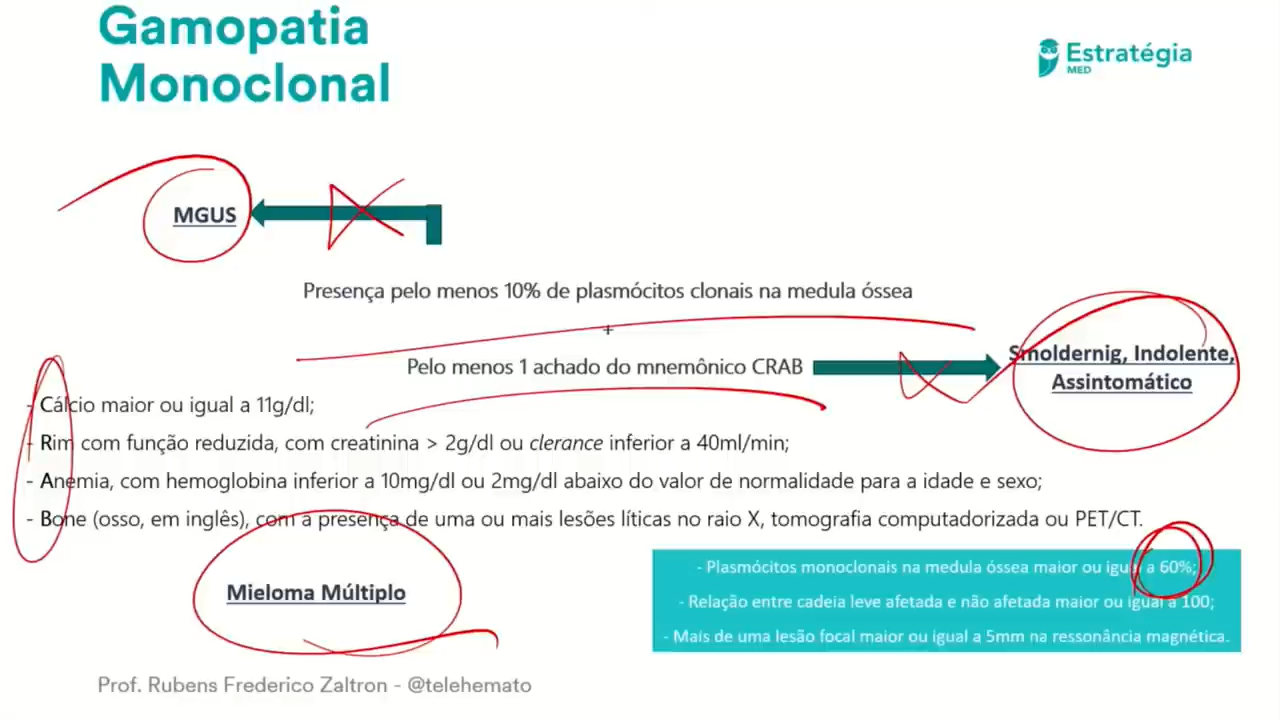 Gamopatia
Monoclonal
Estratégia
MED
MGUS
Presença pelo menos 10% de plasmócitos clonais na medula óssea
+
Pelo menos 1 achado do mnemônico CRAB
Smoldernig, Indolente,
Assintomático
- Cálcio maior ou igual a 11g/dl;
- Rim com função reduzida, com creatinina > 2g/dl ou clerance inferior a 40ml/min;
- Anemia, com hemoglobina inferior a 10mg/dl ou 2mg/dl abaixo do valor de normalidade para a idade e sexo;
- Bone (osso, em inglês), com a presença de uma ou mais lesões líticas no raio X, tomografia computadorizada ou PET/CT.
Mieloma Múltiplo
- Plasmócitos monoclonais na medula óssea maior ou igual a 60%;
- Relação entre cadeia leve afetada e não afetada maior ou igual a 100;
- Mais de uma lesão focal maior ou igual a 5mm na ressonância magnética.
Prof. Rubens Frederico Zaltron - @telehemato